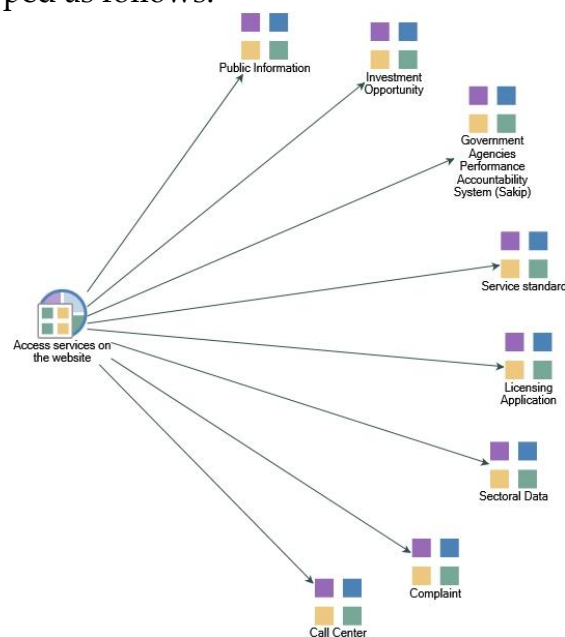 ped as follows.
Public Information
Investment
Opportunity
Government
Agencies
Performance
Accountability
System (Sakip)
Service standard
Access services on
the website
Licensing
Application
Sectoral Data
Complaint
Call Center